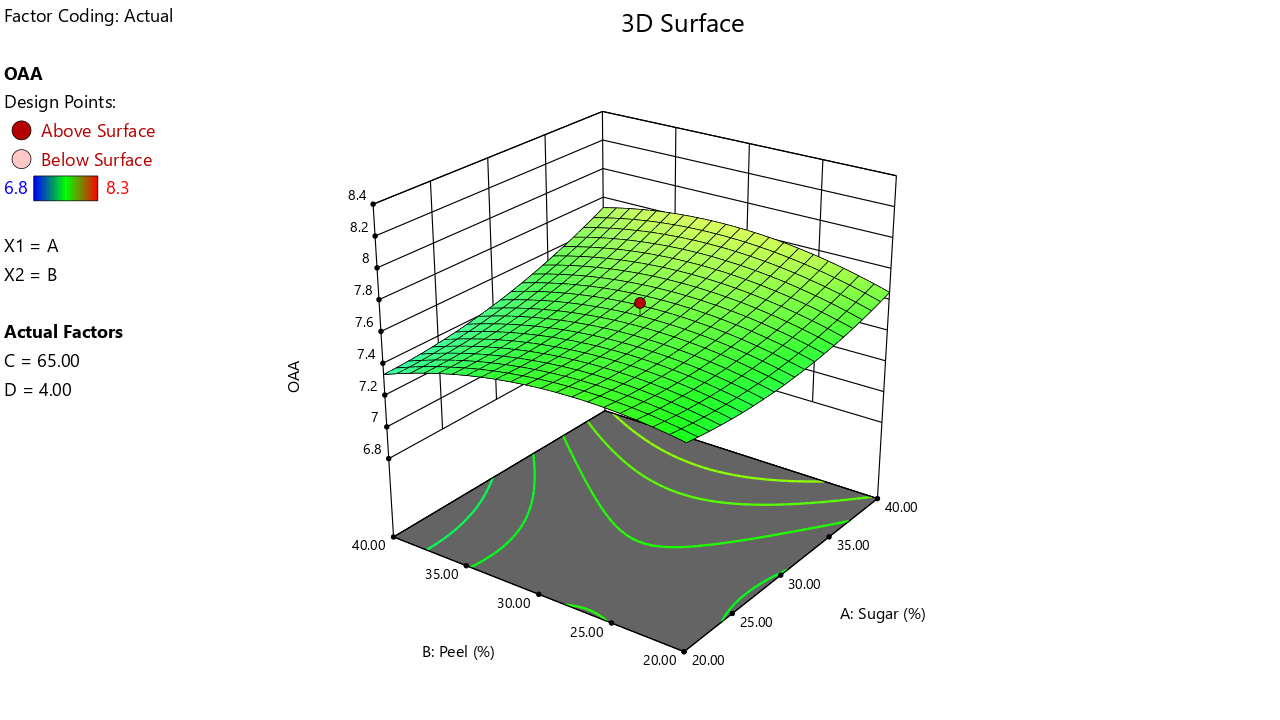 Factor Coding: Actual
3D Surface
OAA
Design Points:
Above Surface
Below Surface
6.8 8.3
X1 = A
X2 = B
Actual Factors
C = 65.00
D = 4.00
8.4
8.2
8
7.8
7.6
7.4
7.2
7
6.8
OAA
40.00
35.00
30.00
25.00
20.00
B: Peel (%)
20.00
25.00
30.00
35.00
40.00
A: Sugar (%)